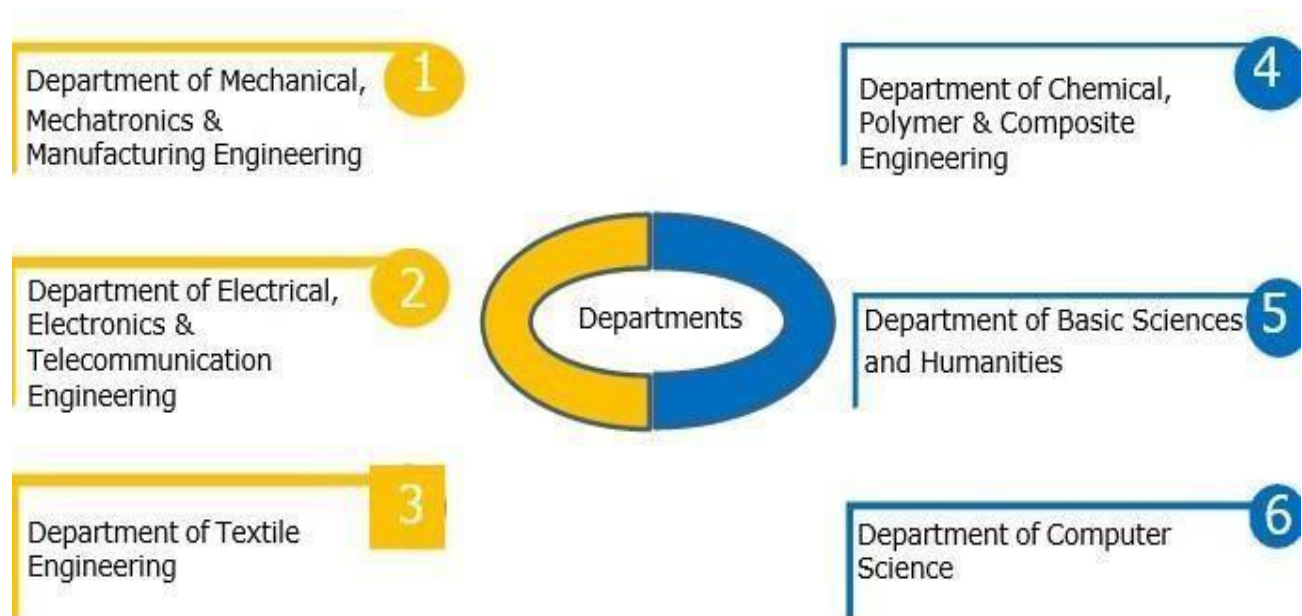 1
Department of Mechanical,
Mechatronics &
Manufacturing Engineering
2
Department of Electrical,
Electronics &
Telecommunication
Engineering
3
Department of Textile
Engineering
Departments
4
Department of Chemical,
Polymer & Composite
Engineering
5
Department of Basic Sciences
and Humanities
6
Department of Computer
Science